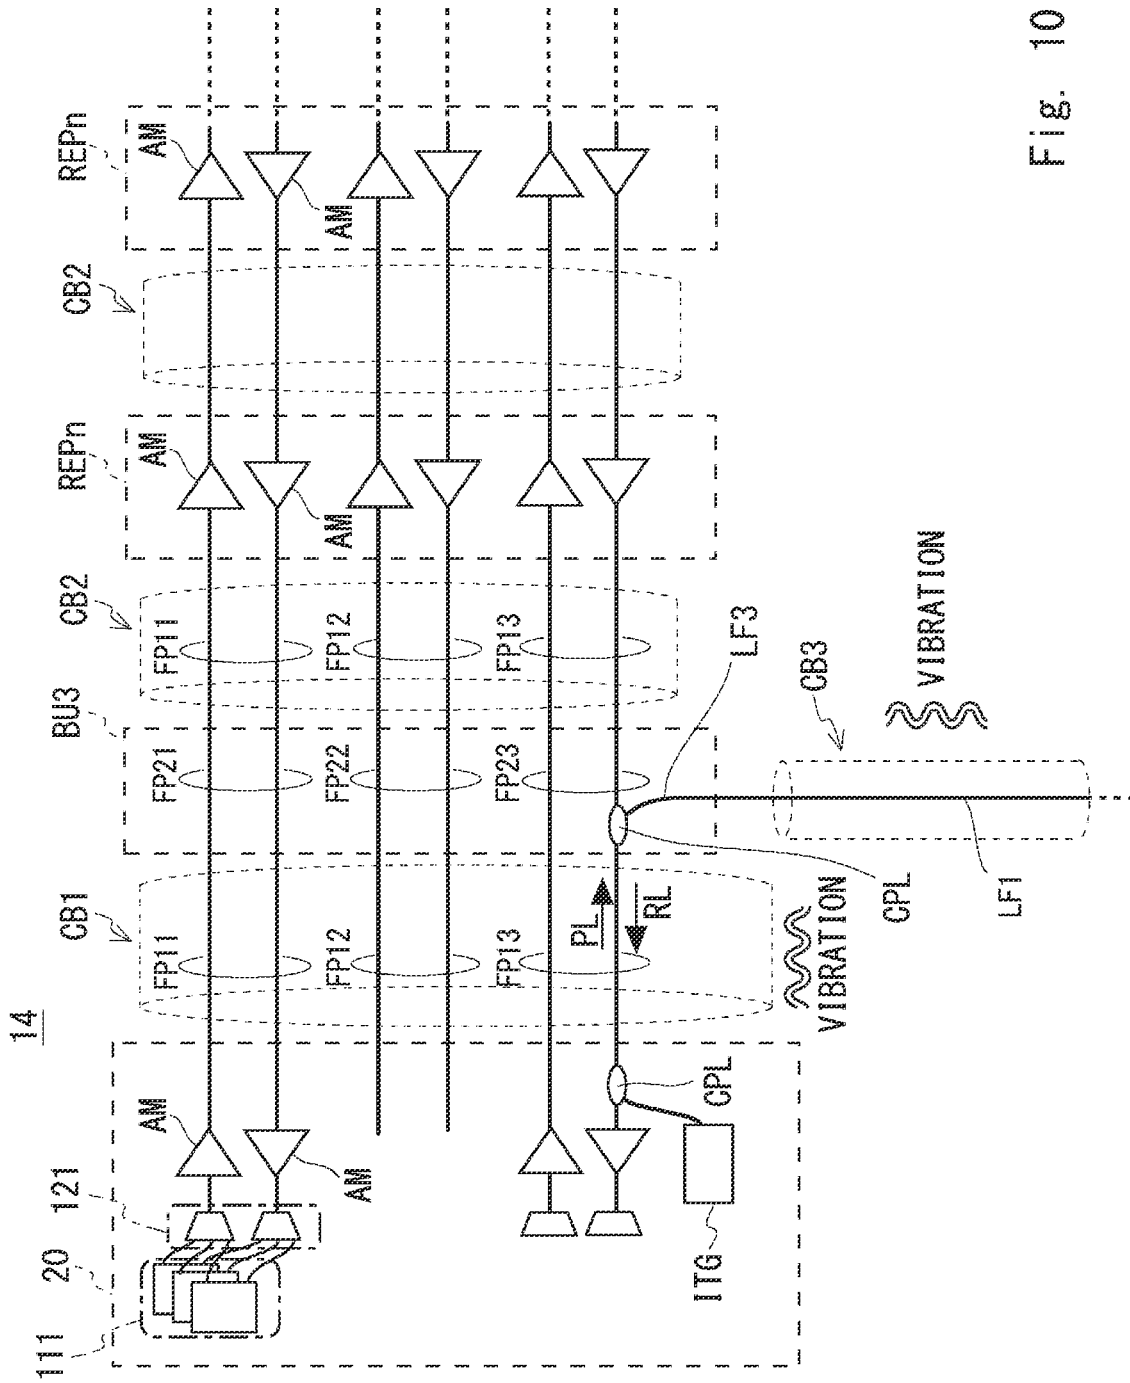 14
111
20
121
AM
AM
ITG
CPL
CB1
FP11
FP12
FP13
PL
RL
VIBRATION
BU3
FP21
FP22
FP23
CPL
LF1
LF3
CB3
VIBRATION
CB2
FP11
FP12
FP13
REPn
AM
AM
CB2
REPn
AM
AM
Fig. 10